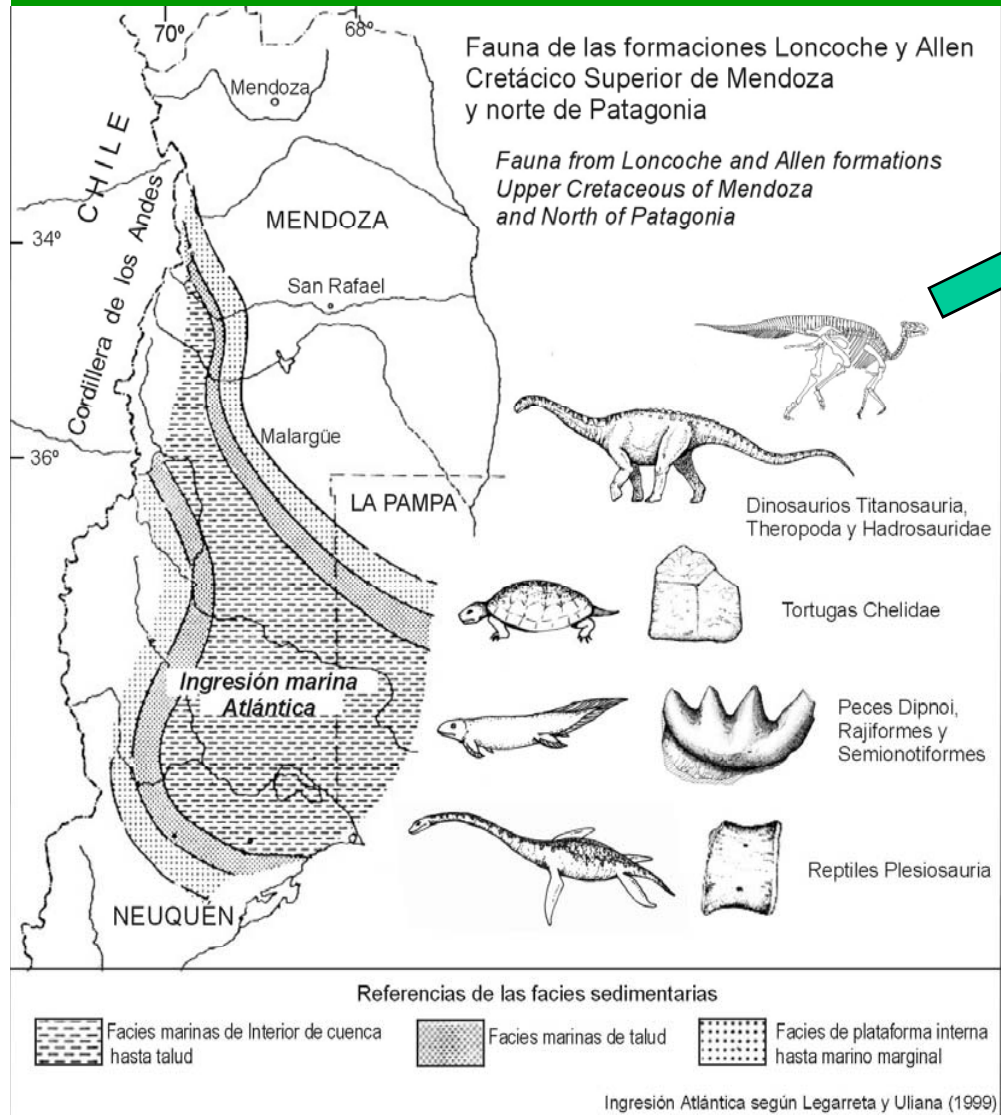 70º
68º
Fauna de las formaciones Loncoche y Allen
Cretácico Superior de Mendoza
y norte de Patagonia
Fauna from Loncoche and Allen formations
Upper Cretaceous of Mendoza
and North of Patagonia
Mendoza
CHILE
Cordillera de los Andes
MENDOZA
34º
San Rafael
Malargüe
36º
LA PAMPA
Dinosaurios Titanosauria,
Theropoda y Hadrosauridae
Tortugas Chelidae
Ingresión marina
Atlántica
Peces Dipnoi,
Rajiformes y
Semionotiformes
Reptiles Plesiosauria
NEUQUÉN
Referencias de las facies sedimentarias
Facies marinas de Interior de cuenca
hasta talud
Facies marinas de talud
Facies de plataforma interna
hasta marino marginal
Ingresión Atlántica según Legarreta y Uliana (1999)